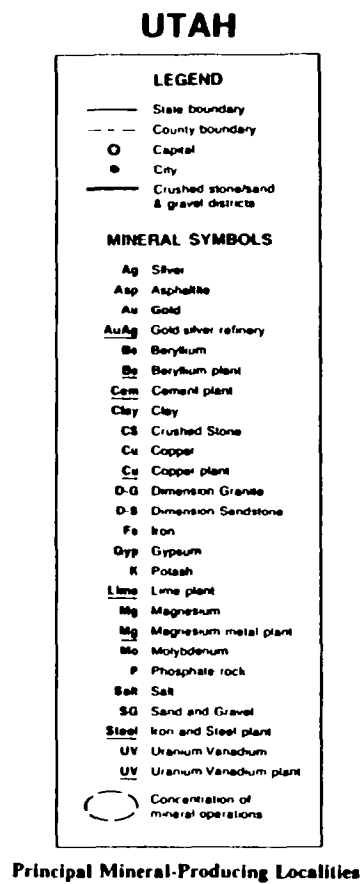 UTAH
LEGEND
State boundary
County boundary
Capital
City
Crushed stone/sand
& gravel districts
MINERAL SYMBOLS
Ag Silver
Asp Asphaltite
Au Gold
AuAg Gold silver refinery
Be Beryllium
Be Beryllium plant
Cem Cement plant
Clay Clay
CS Crushed Stone
Cu Copper
Cu Copper plant
D-G Dimension Granite
D-S Dimension Sandstone
Fe Iron
Gyp Gypsum
K Potash
Lime Lime plant
Mg Magnesium
Mg Magnesium metal plant
Mo Molybdenum
P Phosphate rock
Salt Salt
SG Sand and Gravel
Steel Iron and Steel plant
UV Uranium Vanadium
UV Uranium Vanadium plant
Concentration of
mineral operations
Principal Mineral-Producing Localities